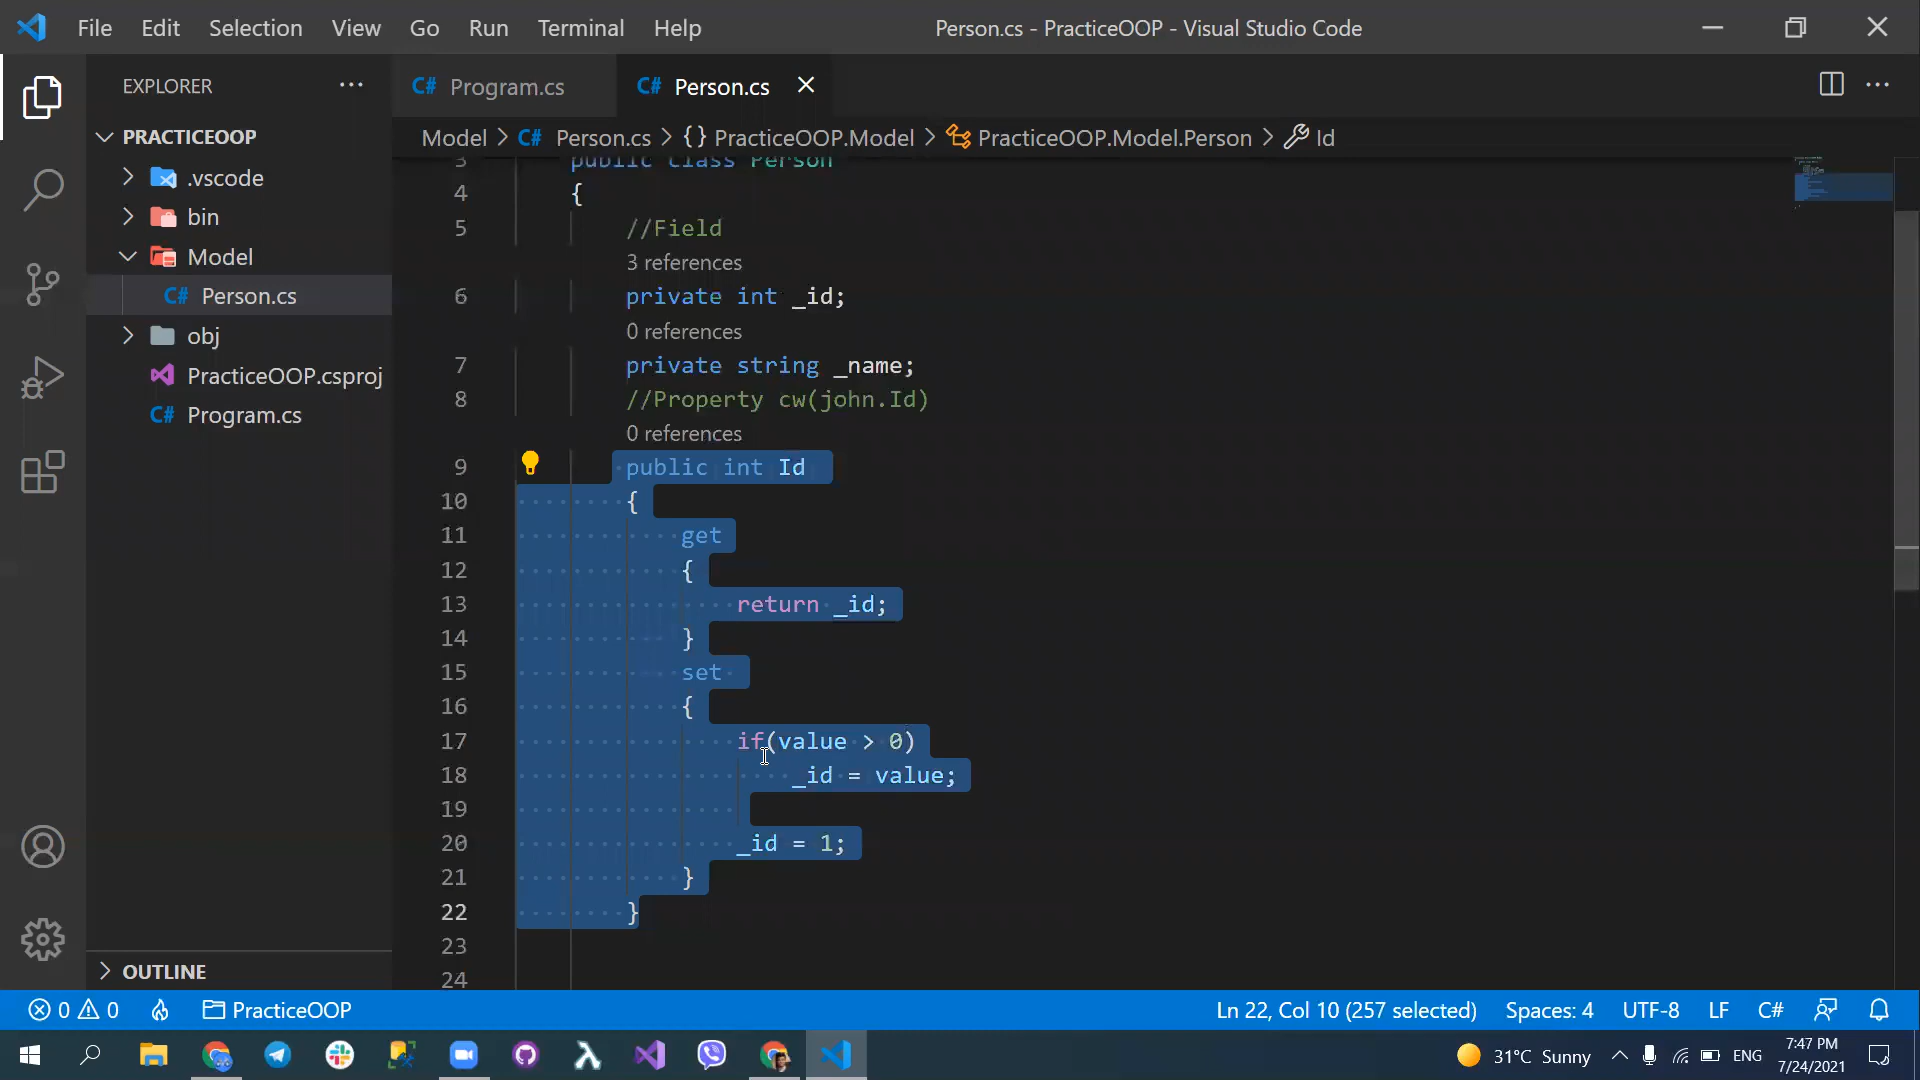 File Edit Selection View Go Run Terminal Help
Person.cs - PracticeOOP - Visual Studio Code
EXPLORER
C# Program.cs
C# Person.cs
PRACTICEOOP
Model > C# Person.cs > {} PracticeOOP.Model > PracticeOOP.Model.Person > Id
.vscode
bin
Model
C# Person.cs
obj
PracticeOOP.csproj
C# Program.cs
OUTLINE
3 public class Person
4 {
5 //Field
3 references
6 private int _id;
0 references
7 private string _name;
8 //Property cw(john.Id)
0 references
9 public int Id
10 {
11 get
12 {
13 return _id;
14 }
15 set
16 {
17 if(value > 0)
18 _id = value;
19
20 _id = 1;
21 }
22 }
23
24
0 0 PracticeOOP
Ln 22, Col 10 (257 selected) Spaces: 4 UTF-8 LF C#
31°C Sunny ENG
7:47 PM
7/24/2021